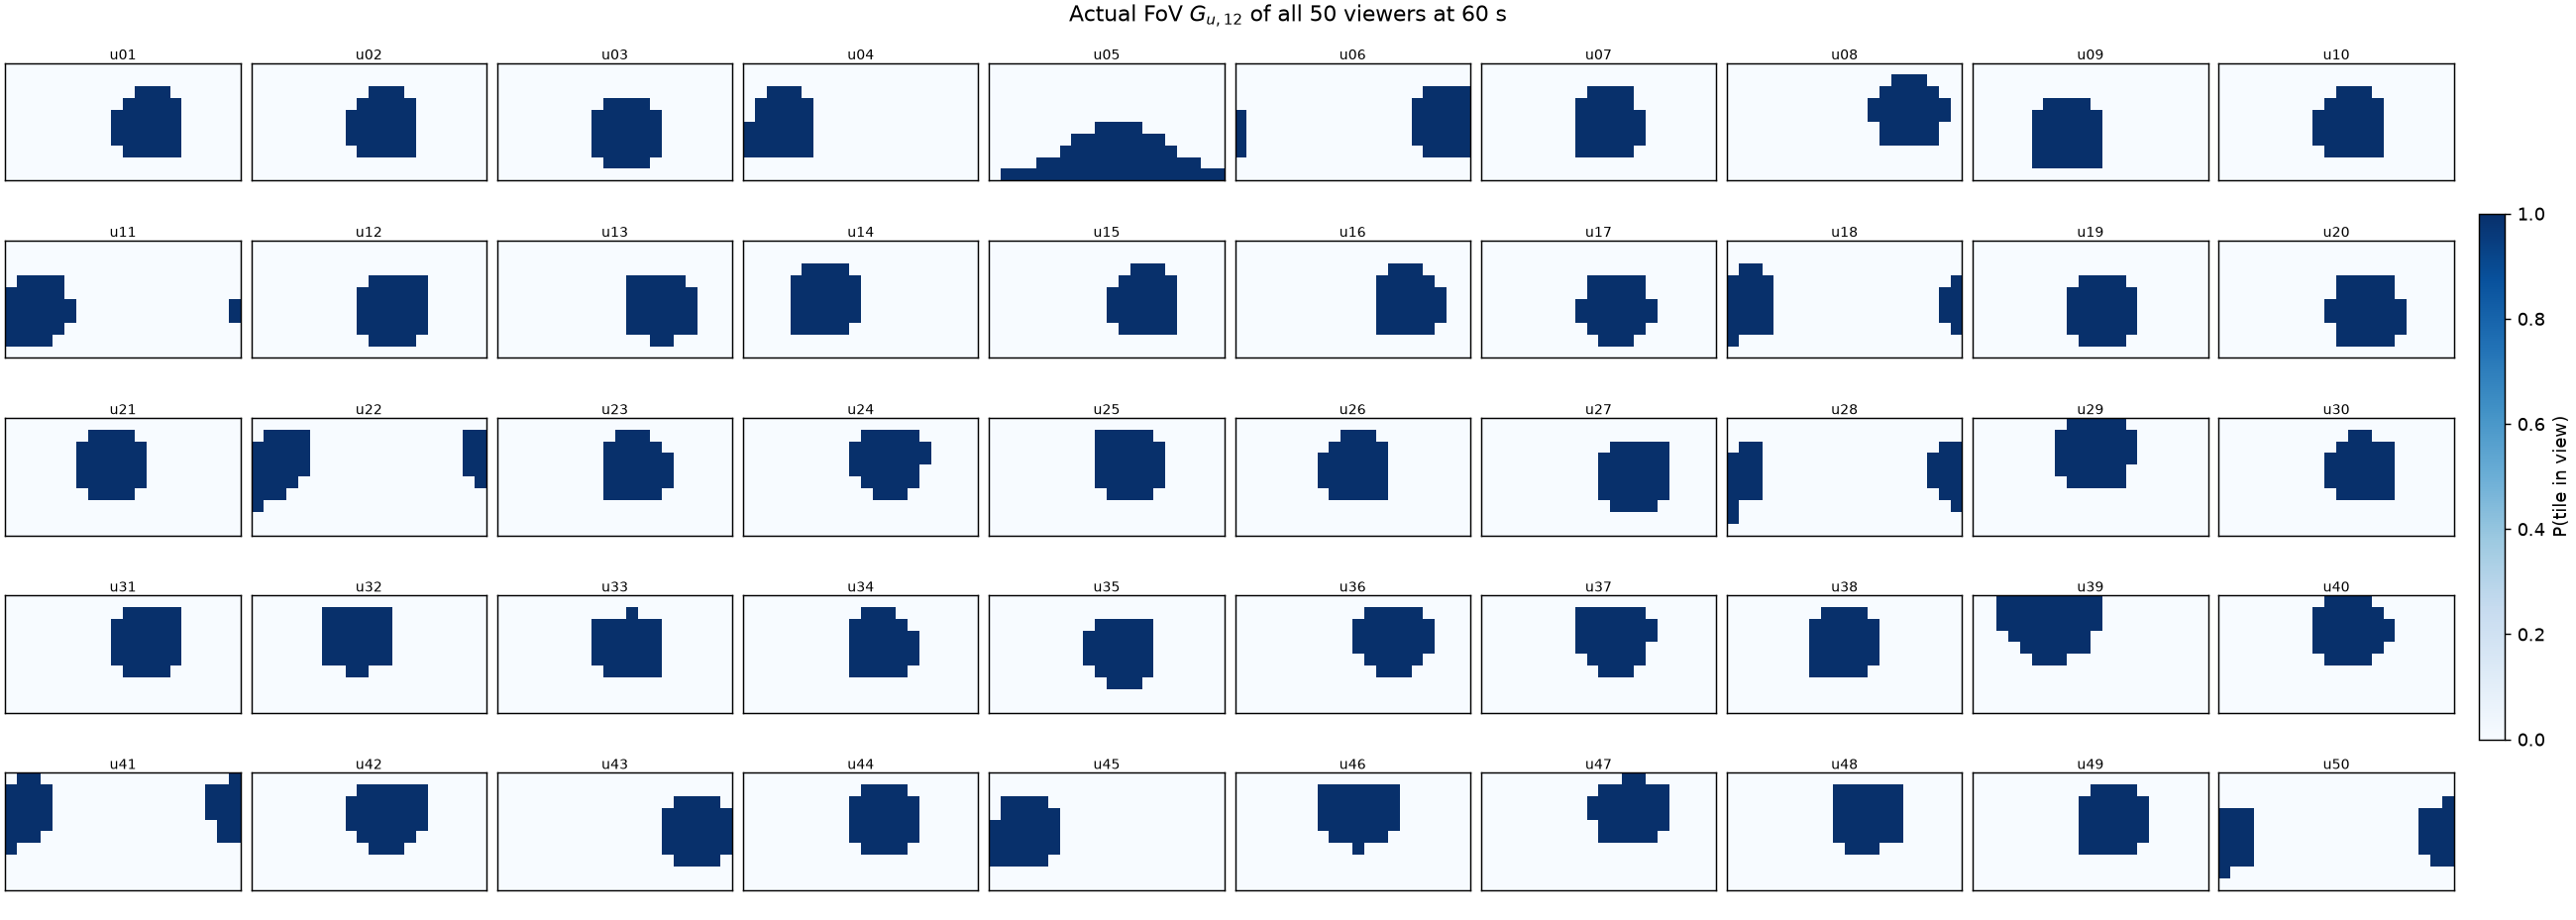 Actual FoV G_{u, 12} of all 50 viewers at 60 s
u01 u02 u03 u04 u05 u06 u07 u08 u09 u10
u11 u12 u13 u14 u15 u16 u17 u18 u19 u20
u21 u22 u23 u24 u25 u26 u27 u28 u29 u30
u31 u32 u33 u34 u35 u36 u37 u38 u39 u40
u41 u42 u43 u44 u45 u46 u47 u48 u49 u50
1.0
0.8
0.6
0.4
0.2
0.0
P(tile in view)